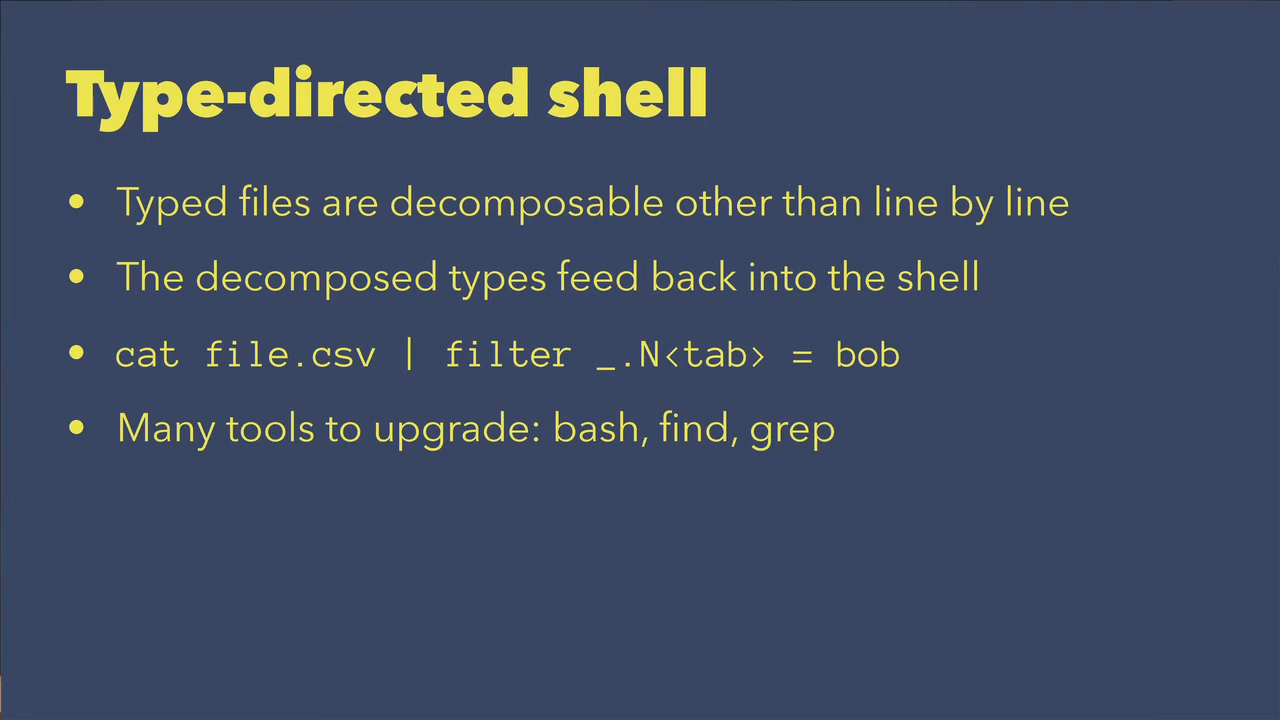 Type-directed shell
• Typed files are decomposable other than line by line
• The decomposed types feed back into the shell
• cat file.csv | filter _.N<tab> = bob
• Many tools to upgrade: bash, find, grep